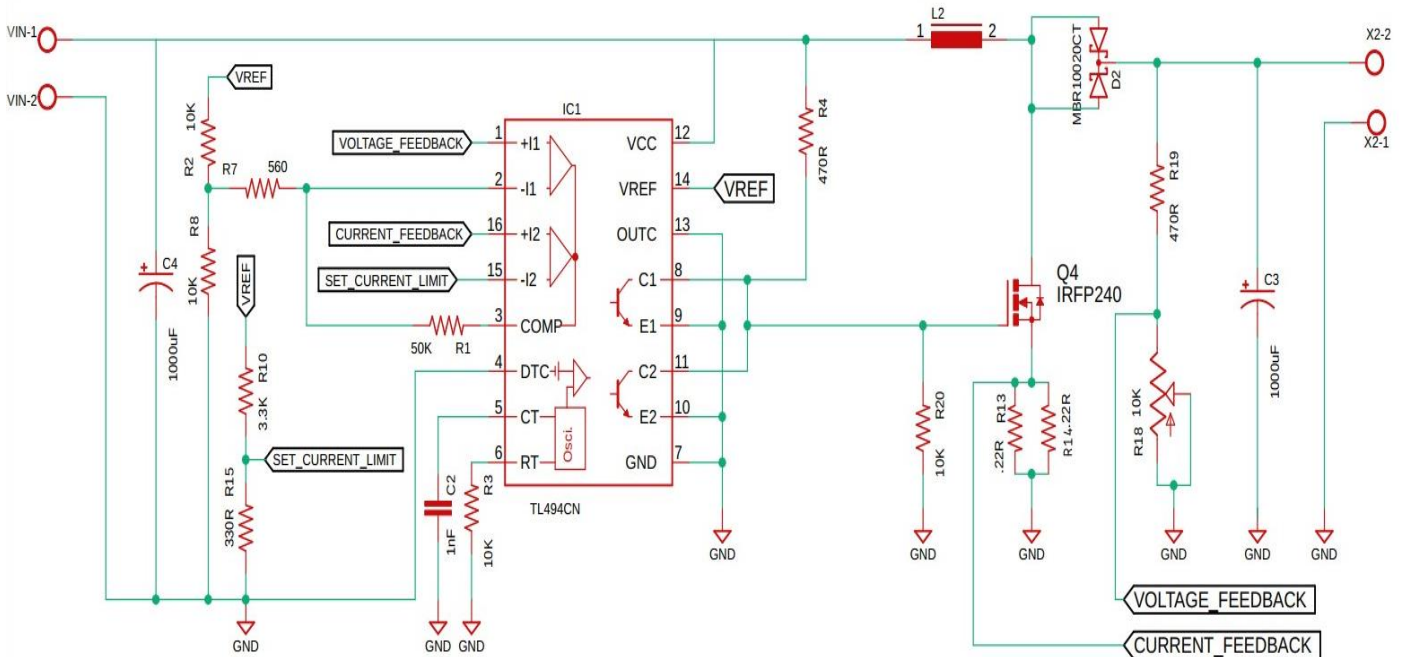 VIN-1
VIN-2
VREF
10K
R2
R7
560
R8
10K
C4
1000uF
VREF
R10
3.3K
SET_CURRENT_LIMIT
R15
330R
GND
VOLTAGE_FEEDBACK
CURRENT_FEEDBACK
SET_CURRENT_LIMIT
50K
R1
IC1
1
+I1
2
-I1
16
+I2
15
-I2
3
COMP
4
DTC
5
CT
6
RT
Osci.
VCC
12
VREF
14
OUTC
13
C1
8
E1
9
C2
11
E2
10
GND
7
TL494CN
VREF
C2
1nF
R3
10K
GND
GND
GND
R4
470R
L2
1
2
MBR10020CT
D2
X2-2
X2-1
Q4
IRFP240
R20
10K
GND
R13
.22R
R14
.22R
GND
R19
470R
R18
10K
GND
C3
1000uF
GND
GND
VOLTAGE_FEEDBACK
CURRENT_FEEDBACK